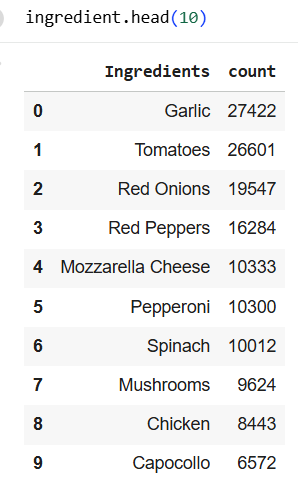 ingredient.head(10)
Ingredients count
0 Garlic 27422
1 Tomatoes 26601
2 Red Onions 19547
3 Red Peppers 16284
4 Mozzarella Cheese 10333
5 Pepperoni 10300
6 Spinach 10012
7 Mushrooms 9624
8 Chicken 8443
9 Capocollo 6572